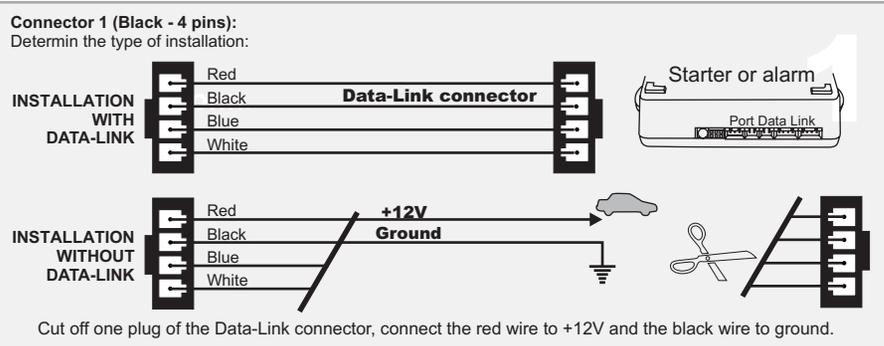 Connector 1 (Black - 4 pins):
Determin the type of installation:
1
Starter or alarm
Port Data Link
INSTALLATION
WITH
DATA-LINK
Red
Black
Blue
White
Data-Link connector
INSTALLATION
WITHOUT
DATA-LINK
Red
Black
Blue
White
+12V
Ground
Cut off one plug of the Data-Link connector, connect the red wire to +12V and the black wire to ground.